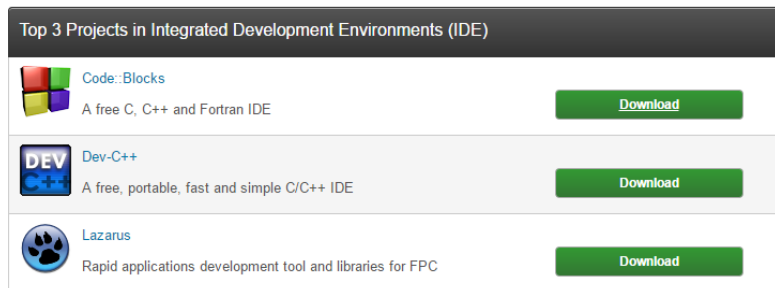 Top 3 Projects in Integrated Development Environments (IDE)
Code::Blocks
A free C, C++ and Fortran IDE
Download
DEV
C++
Dev-C++
A free, portable, fast and simple C/C++ IDE
Download
Lazarus
Rapid applications development tool and libraries for FPC
Download